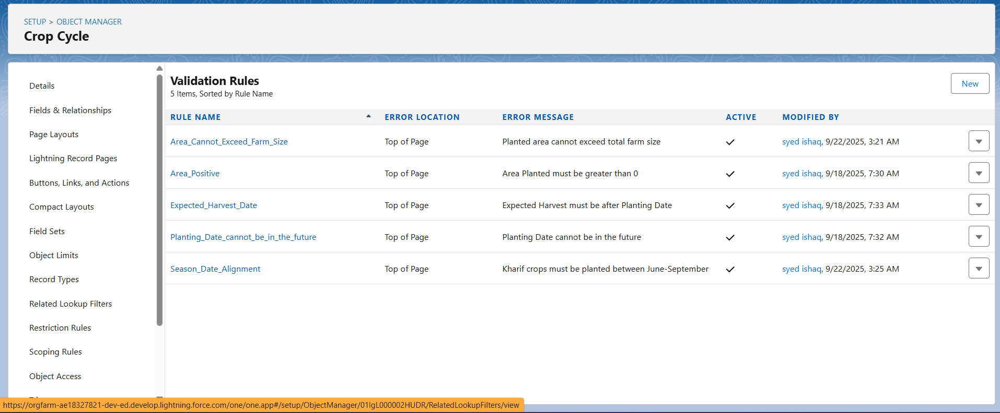 SETUP > OBJECT MANAGER
Crop Cycle
Details
Fields & Relationships
Page Layouts
Lightning Record Pages
Buttons, Links, and Actions
Compact Layouts
Field Sets
Object Limits
Record Types
Related Lookup Filters
Restriction Rules
Scoping Rules
Object Access
Validation Rules
5 Items, Sorted by Rule Name
New
RULE NAME ERROR LOCATION ERROR MESSAGE ACTIVE MODIFIED BY
Area_Cannot_Exceed_Farm_Size Top of Page Planted area cannot exceed total farm size syed ishaq, 9/22/2025, 3:21 AM
Area_Positive Top of Page Area Planted must be greater than 0 syed ishaq, 9/18/2025, 7:30 AM
Expected_Harvest_Date Top of Page Expected Harvest must be after Planting Date syed ishaq, 9/18/2025, 7:33 AM
Planting_Date_cannot_be_in_the_future Top of Page Planting Date cannot be in the future syed ishaq, 9/18/2025, 7:32 AM
Season_Date_Alignment Top of Page Kharif crops must be planted between June-September syed ishaq, 9/22/2025, 3:25 AM
https://orgfarm-ae18327821-dev-ed.develop.lightning.force.com/one/one.app#/setup/ObjectManager/01IgL000002HUDR/RelatedLookupFilters/view